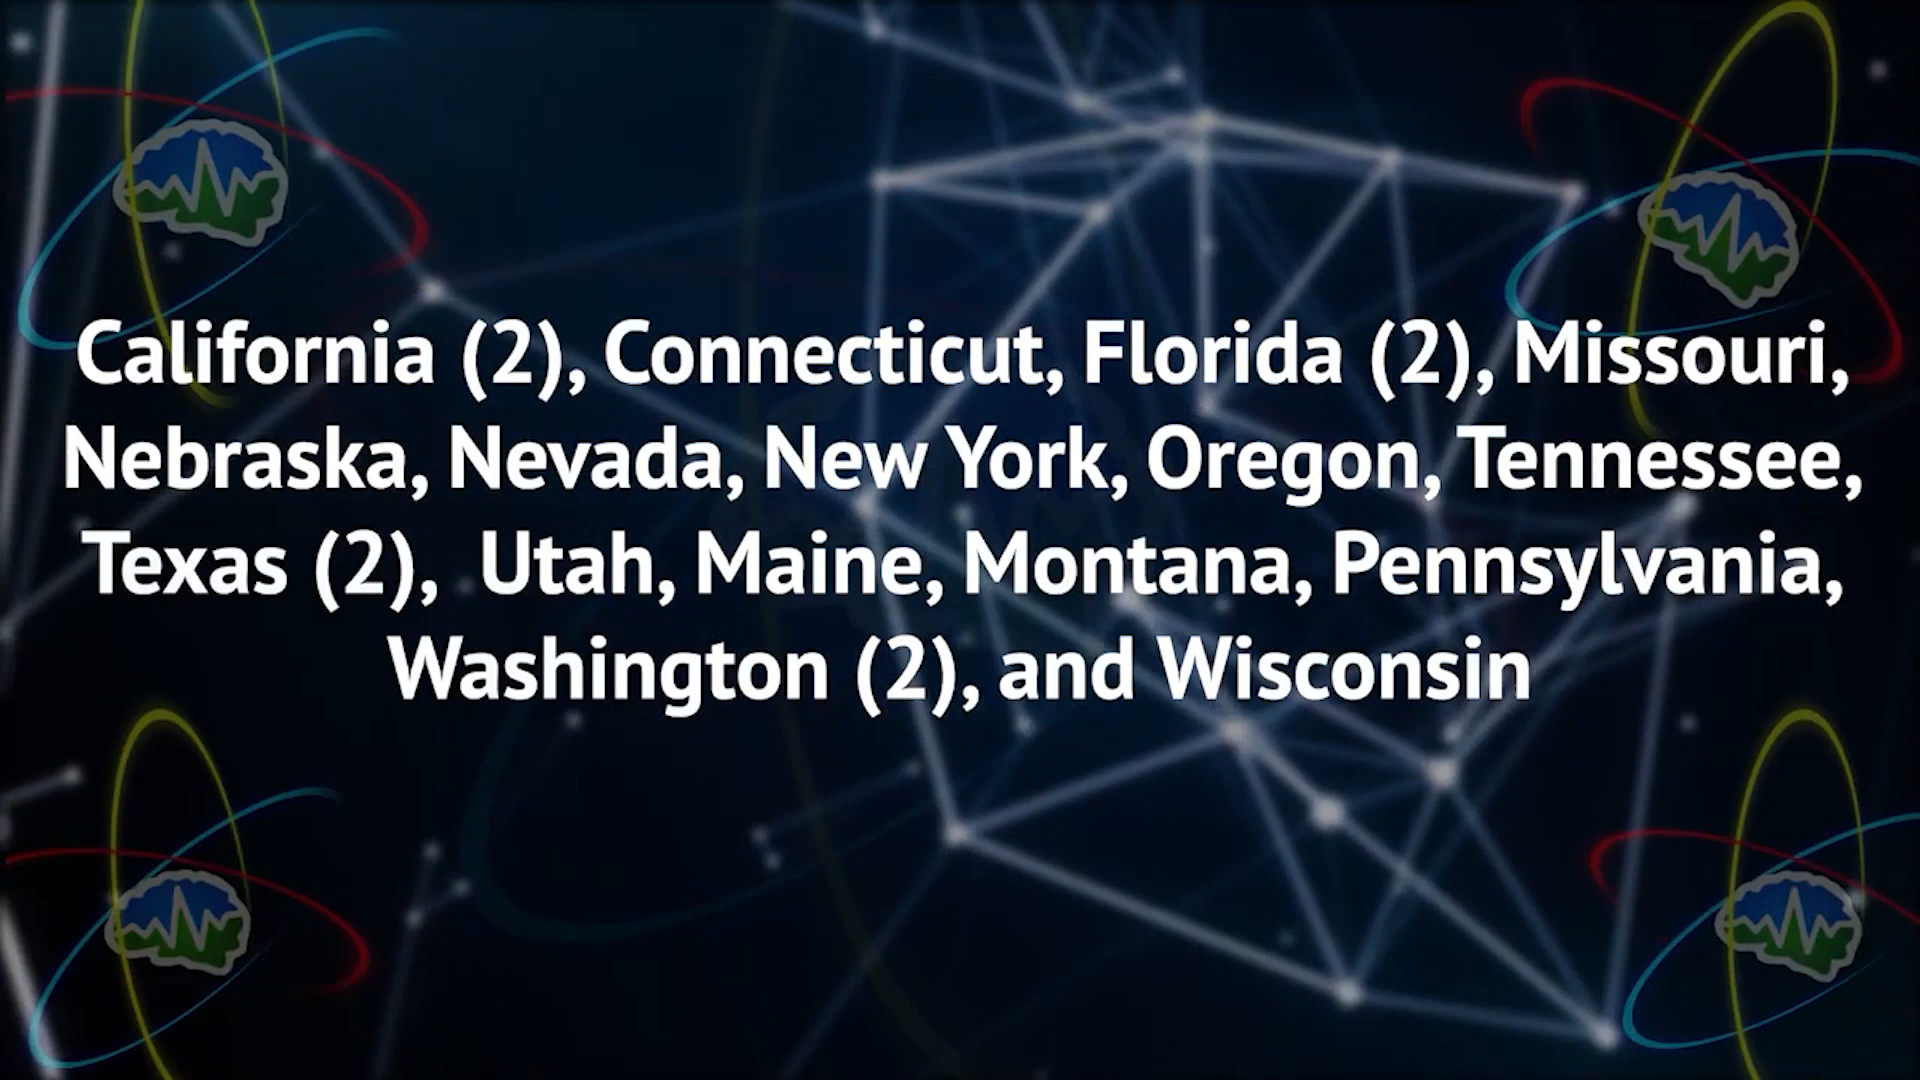 California (2), Connecticut, Florida (2), Missouri,
Nebraska, Nevada, New York, Oregon, Tennessee,
Texas (2),  Utah, Maine, Montana, Pennsylvania,
Washington (2), and Wisconsin